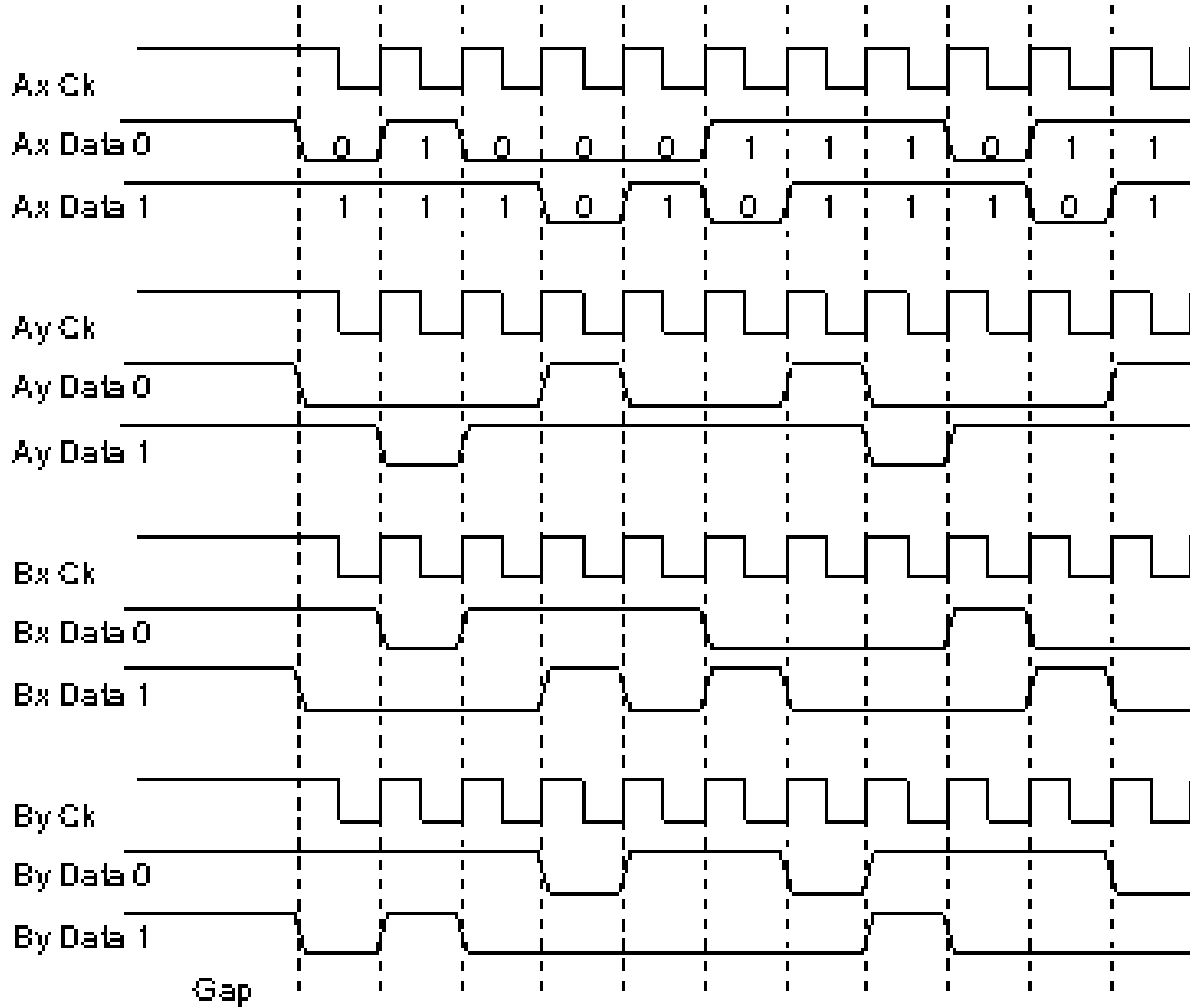 Ax Ck
Ax Data 0 0 1 0 0 0 1 1 1 0 1 1
Ax Data 1 1 1 1 0 1 0 1 1 1 0 1
Ay Ck
Ay Data 0
Ay Data 1
Bx Ck
Bx Data 0
Bx Data 1
By Ck
By Data 0
By Data 1
Gap